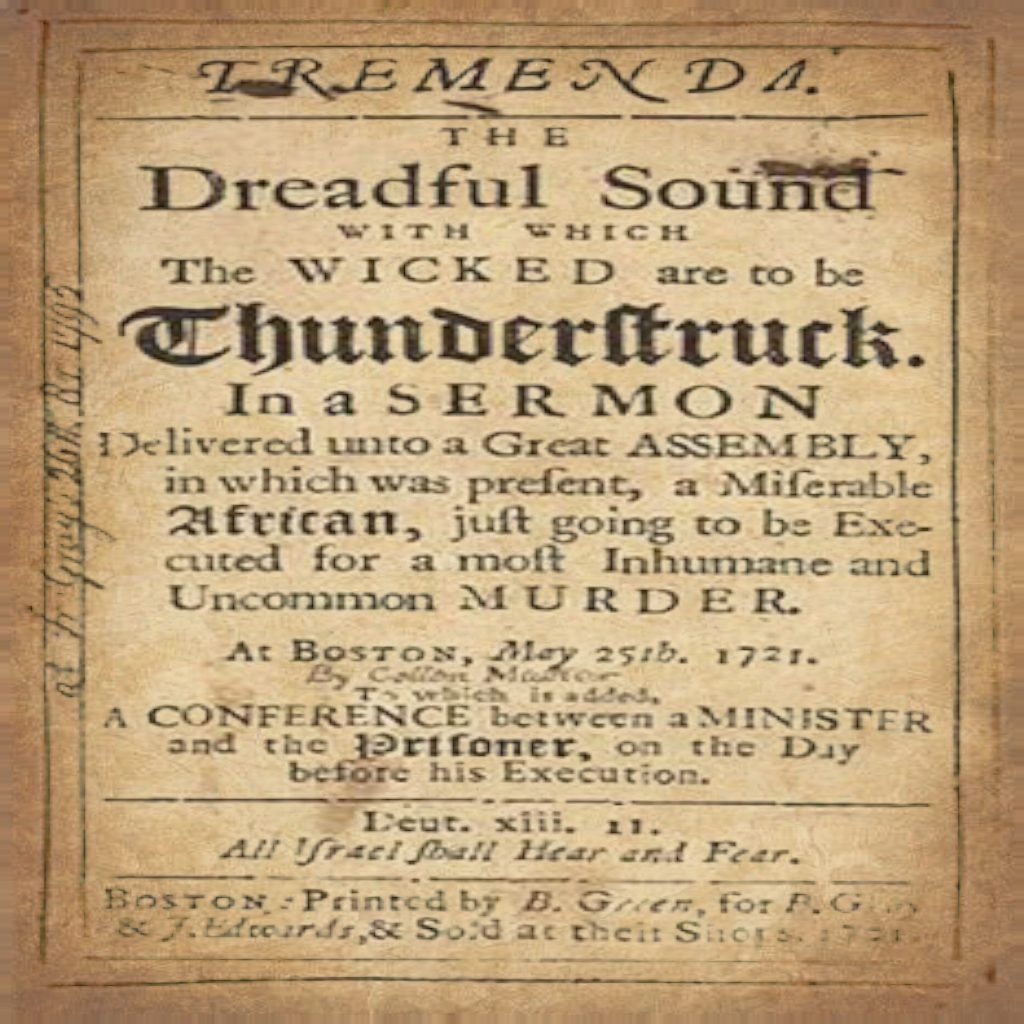 TREMENDA.
THE
Dreadful Sound
WITH WHICH
The WICKED are to be
Thunderſtruck.
In a SERMON
Delivered unto a Great ASSEMBLY,
in which was preſent, a Miſerable
African, juſt going to be Exe-
cuted for a moſt Inhumane and
Uncommon MURDER.
At BOSTON, May 25th. 1721.
By Cotton Mather
To which is added,
A CONFERENCE between a MINISTER
and the Priſoner, on the Day
before his Execution.
Deut. xiii. 11.
All Iſrael ſhall Hear and Fear.
BOSTON: Printed by B. Green, for B.
& J. Edwards, & Sold at their Shops. 1721.